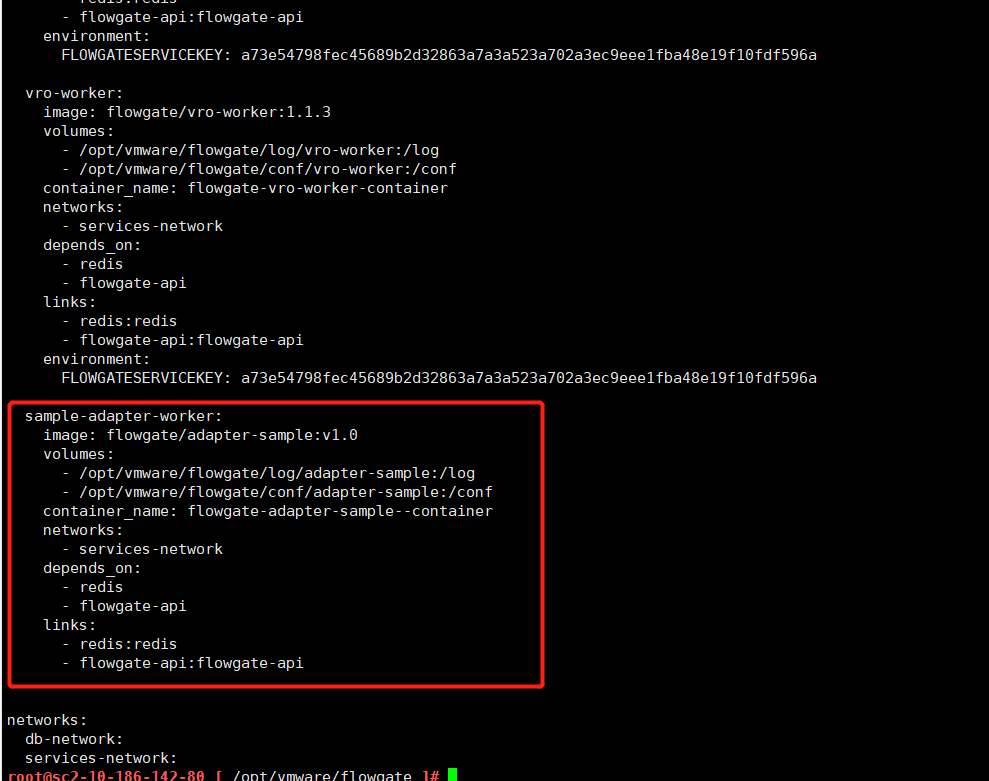 - redis:redis
- flowgate-api:flowgate-api
environment:
FLOWGATESERVICEKEY: a73e54798fec45689b2d32863a7a3a523a702a3ec9eee1fba48e19f10fdf596a
vro-worker:
image: flowgate/vro-worker:1.1.3
volumes:
- /opt/vmware/flowgate/log/vro-worker:/log
- /opt/vmware/flowgate/conf/vro-worker:/conf
container_name: flowgate-vro-worker-container
networks:
- services-network
depends_on:
- redis
- flowgate-api
links:
- redis:redis
- flowgate-api:flowgate-api
environment:
FLOWGATESERVICEKEY: a73e54798fec45689b2d32863a7a3a523a702a3ec9eee1fba48e19f10fdf596a
sample-adapter-worker:
image: flowgate/adapter-sample:v1.0
volumes:
- /opt/vmware/flowgate/log/adapter-sample:/log
- /opt/vmware/flowgate/conf/adapter-sample:/conf
container_name: flowgate-adapter-sample--container
networks:
- services-network
depends_on:
- redis
- flowgate-api
links:
- redis:redis
- flowgate-api:flowgate-api
networks:
db-network:
services-network:
root@sc2-10-186-142-80 [ /opt/vmware/flowgate ]#